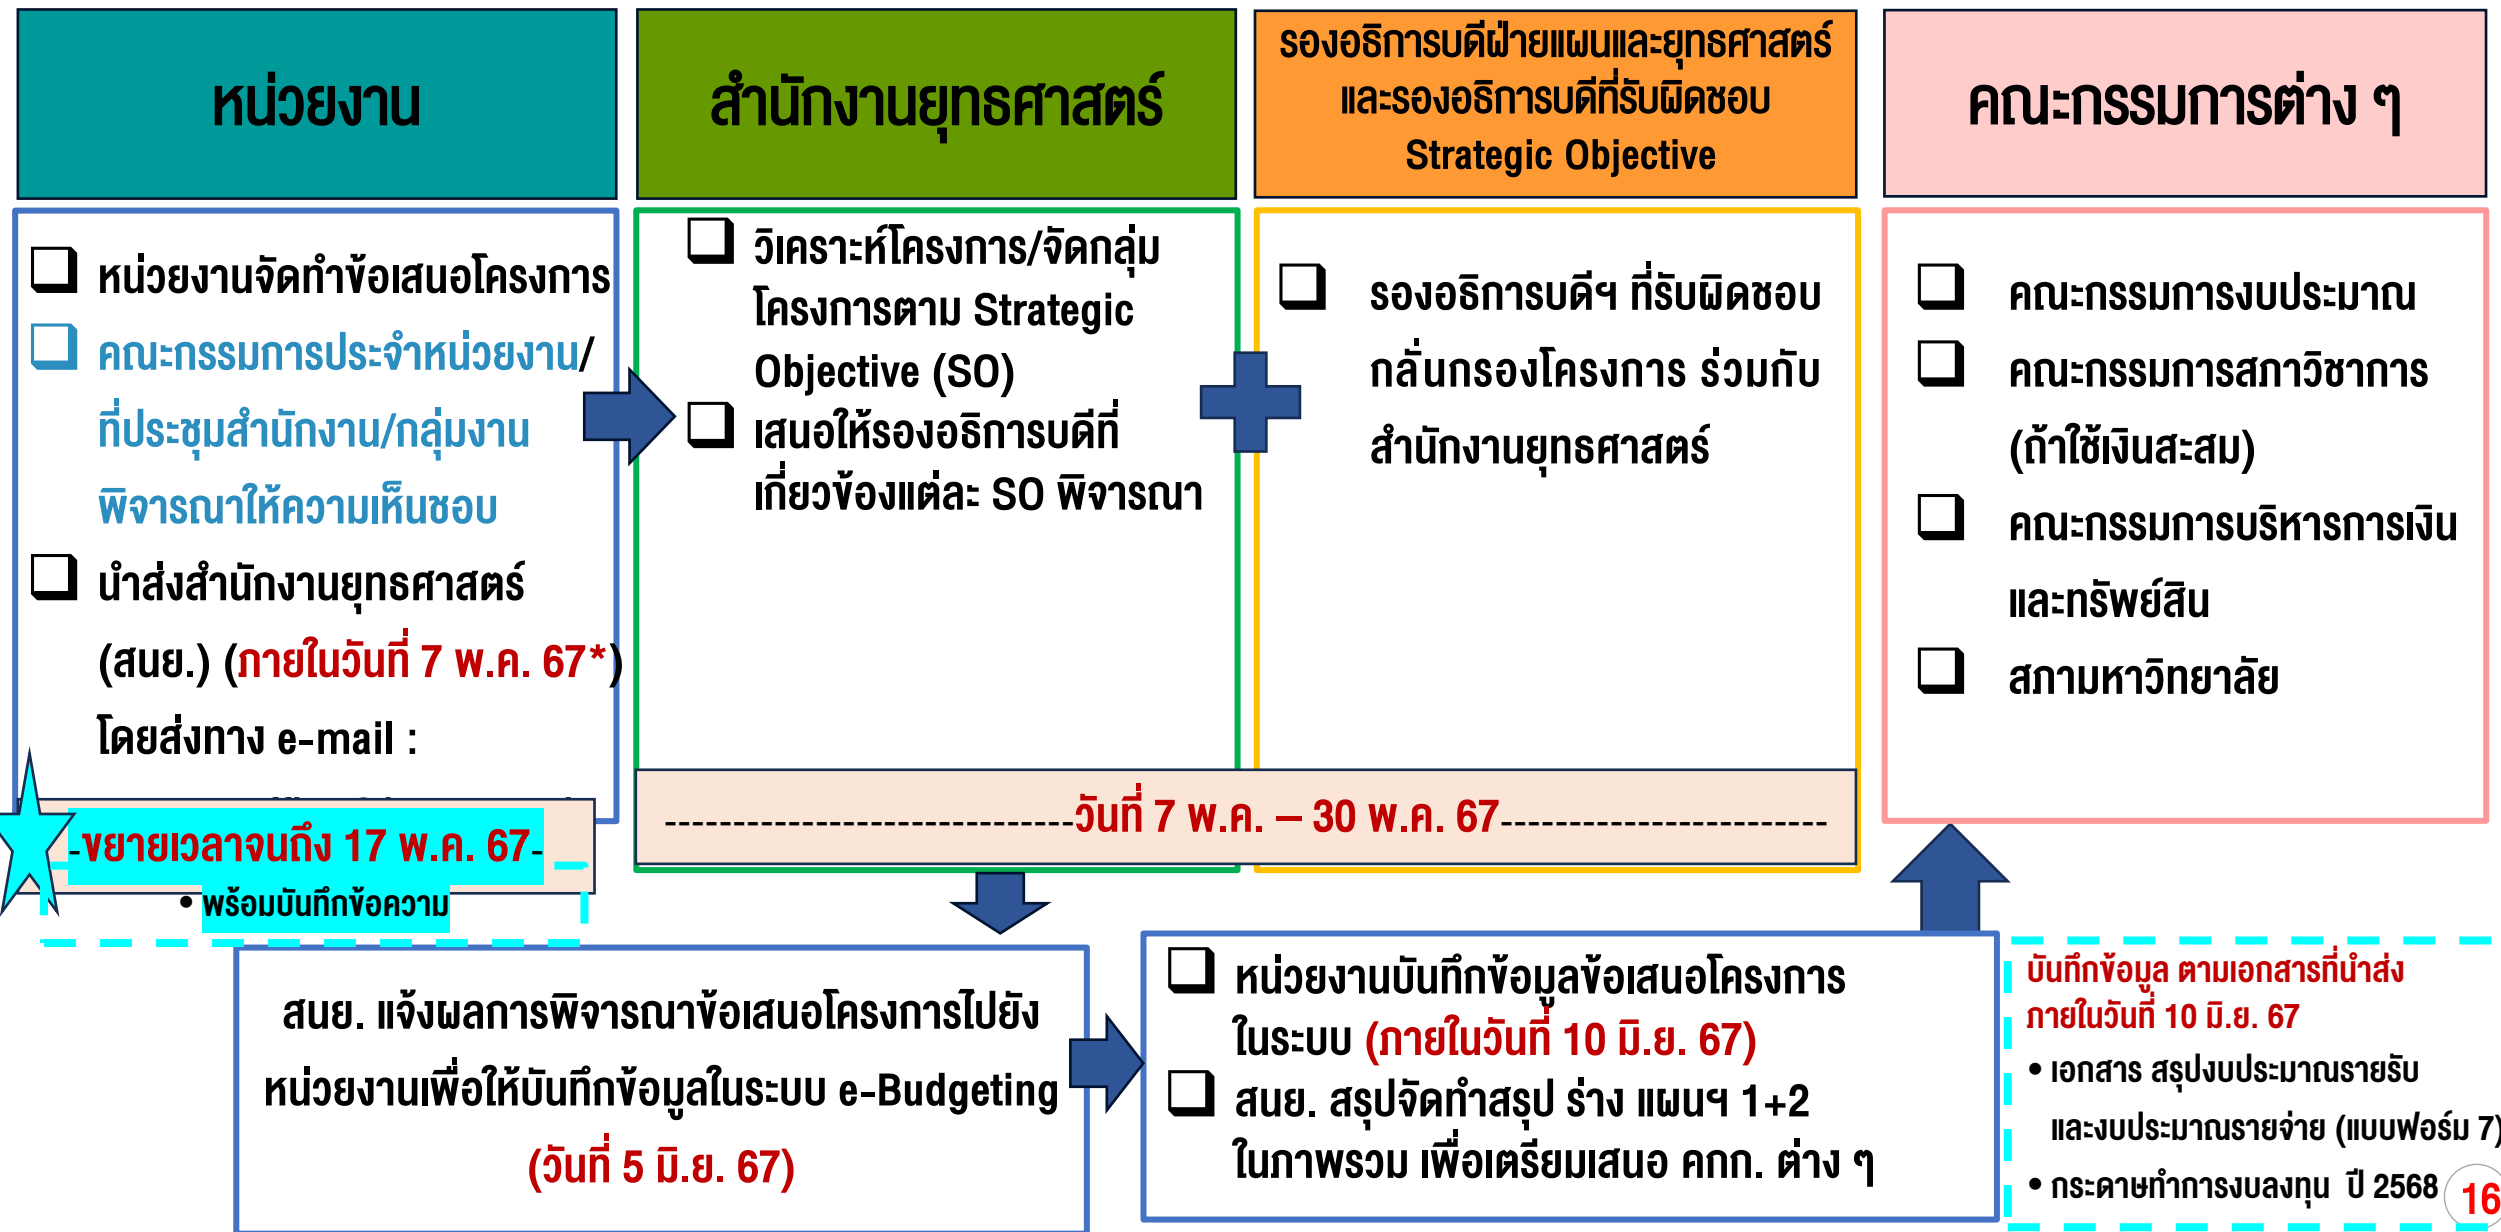 หน่วยงาน
สำนักงานยุทธศาสตร์
รองอธิการบดีฝ่ายแผนและยุทธศาสตร์
และรองอธิการบดีที่รับผิดชอบ
Strategic Objective
คณะกรรมการต่าง ๆ
หน่วยงานจัดทำข้อเสนอโครงการ
คณะกรรมการประจำหน่วยงาน/
ที่ประชุมสำนักงาน/กลุ่มงาน
พิจารณาให้ความเห็นชอบ
นำส่งสำนักงานยุทธศาสตร์
(สนย.) (ภายในวันที่ 7 พ.ค. 67*)
โดยส่งทาง e-mail :
-ขยายเวลาจนถึง 17 พ.ค. 67-
• พร้อมบันทึกข้อความ
วิเคราะห์โครงการ/จัดกลุ่ม
โครงการตาม Strategic
Objective (SO)
เสนอให้รองอธิการบดีที่
เกี่ยวข้องแต่ละ SO พิจารณา
รองอธิการบดีฯ ที่รับผิดชอบ
กลั่นกรองโครงการ ร่วมกับ
สำนักงานยุทธศาสตร์
------------------------------วันที่ 7 พ.ค. – 30 พ.ค. 67------------------------
คณะกรรมการงบประมาณ
คณะกรรมการสภาวิชาการ
(ถ้าใช้เงินสะสม)
คณะกรรมการบริหารการเงิน
และทรัพย์สิน
สภามหาวิทยาลัย
สนย. แจ้งผลการพิจารณาข้อเสนอโครงการไปยัง
หน่วยงานเพื่อให้บันทึกข้อมูลในระบบ e-Budgeting
(วันที่ 5 มิ.ย. 67)
หน่วยงานบันทึกข้อมูลข้อเสนอโครงการ
ในระบบ (ภายในวันที่ 10 มิ.ย. 67)
สนย. สรุปจัดทำสรุป ร่าง แผนฯ 1+2
ในภาพรวม เพื่อเตรียมเสนอ คกก. ต่าง ๆ
บันทึกข้อมูล ตามเอกสารที่นำส่ง
ภายในวันที่ 10 มิ.ย. 67
• เอกสาร สรุปงบประมาณรายรับ
และงบประมาณรายจ่าย (แบบฟอร์ม 7)
• กระดาษทำการงบลงทุน ปี 2568
16